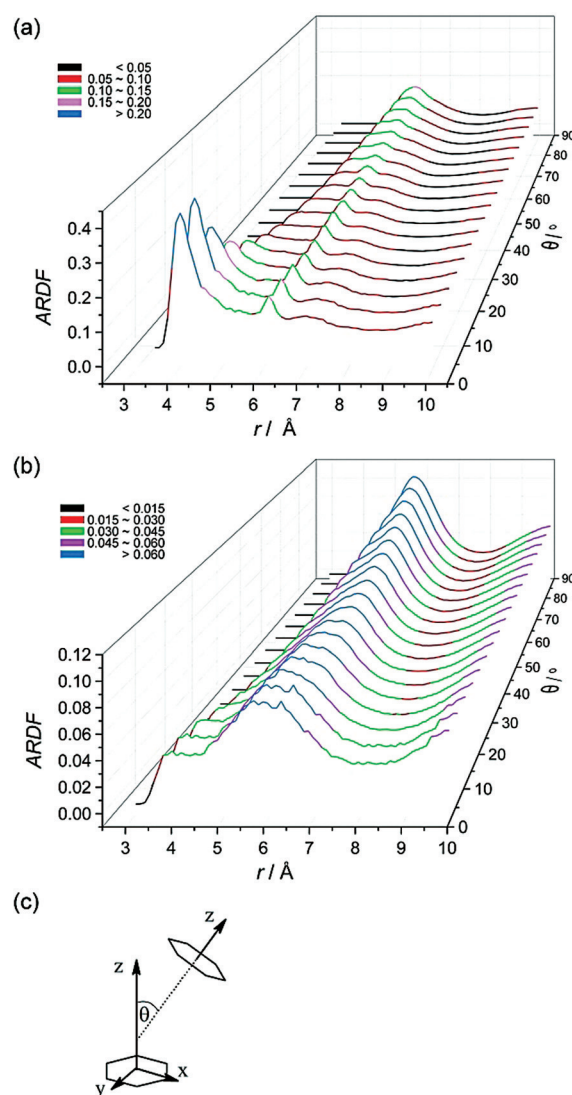 (a)
< 0.05
0.05 ~ 0.10
0.10 ~ 0.15
0.15 ~ 0.20
> 0.20
0.4
0.3
0.2
0.1
0.0
ARDF
3 4 5 6 7 8 9 10
r / Å
0
10
20
30
40
50
60
70
80
90
θ/°
(b)
< 0.015
0.015 ~ 0.030
0.030 ~ 0.045
0.045 ~ 0.060
> 0.060
0.12
0.10
0.08
0.06
0.04
0.02
0.00
ARDF
3 4 5 6 7 8 9 10
r / Å
0
10
20
30
40
50
60
70
80
90
θ/°
(c)
z
z
θ
y
x